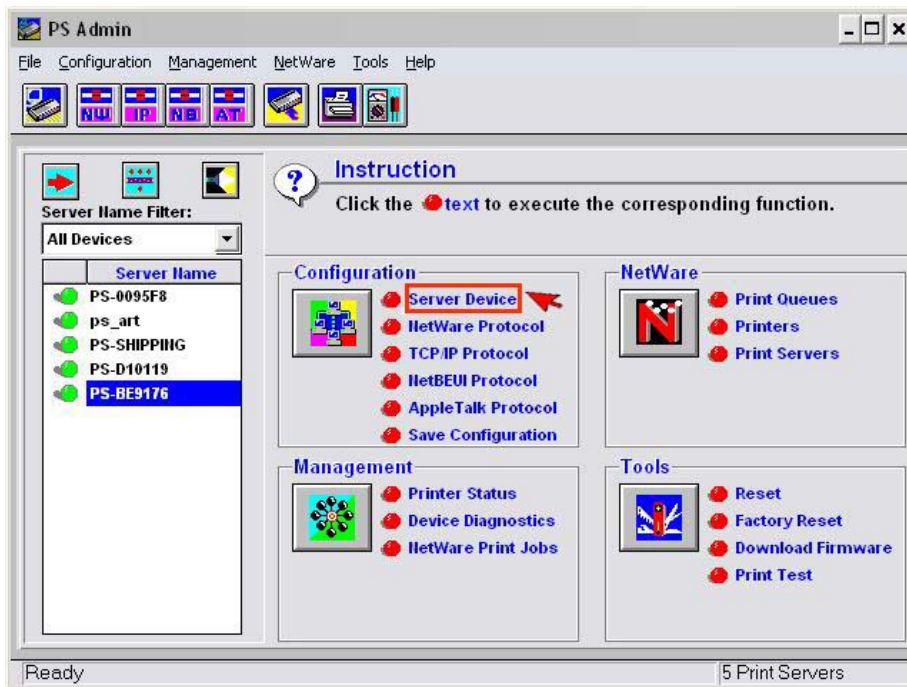 PS Admin
File Configuration Management NetWare Tools Help
NW IP NB AT
Server Name Filter:
All Devices
Server Name
PS-0095F8
ps_art
PS-SHIPPING
PS-D10119
PS-BE9176
Instruction
?
Click the text to execute the corresponding function.
Configuration
Server Device
NetWare Protocol
TCP/IP Protocol
NetBEUI Protocol
AppleTalk Protocol
Save Configuration
NetWare
N
Print Queues
Printers
Print Servers
Management
Printer Status
Device Diagnostics
NetWare Print Jobs
Tools
Reset
Factory Reset
Download Firmware
Print Test
Ready
5 Print Servers